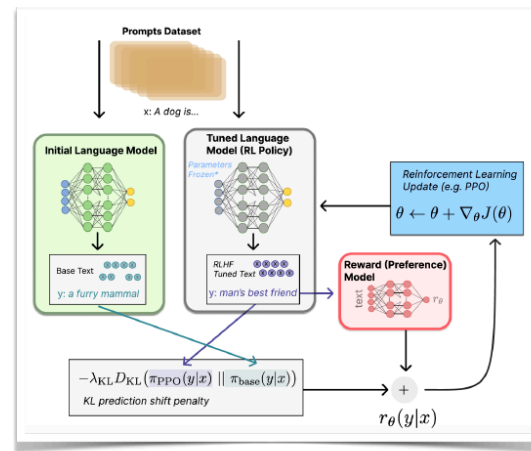 Prompts Dataset
x: A dog is...
Initial Language Model
Base Text
y: a furry mammal
Tuned Language
Model (RL Policy)
Parameters
Frozen*
RLHF
Tuned Text
y: man's best friend
Reinforcement Learning
Update (e.g. PPO)
θ ← θ + ∇θJ(θ)
Reward (Preference)
Model
text
rθ
−λKL DKL(πPPO(y|x) || πbase(y|x))
KL prediction shift penalty
+
rθ(y|x)